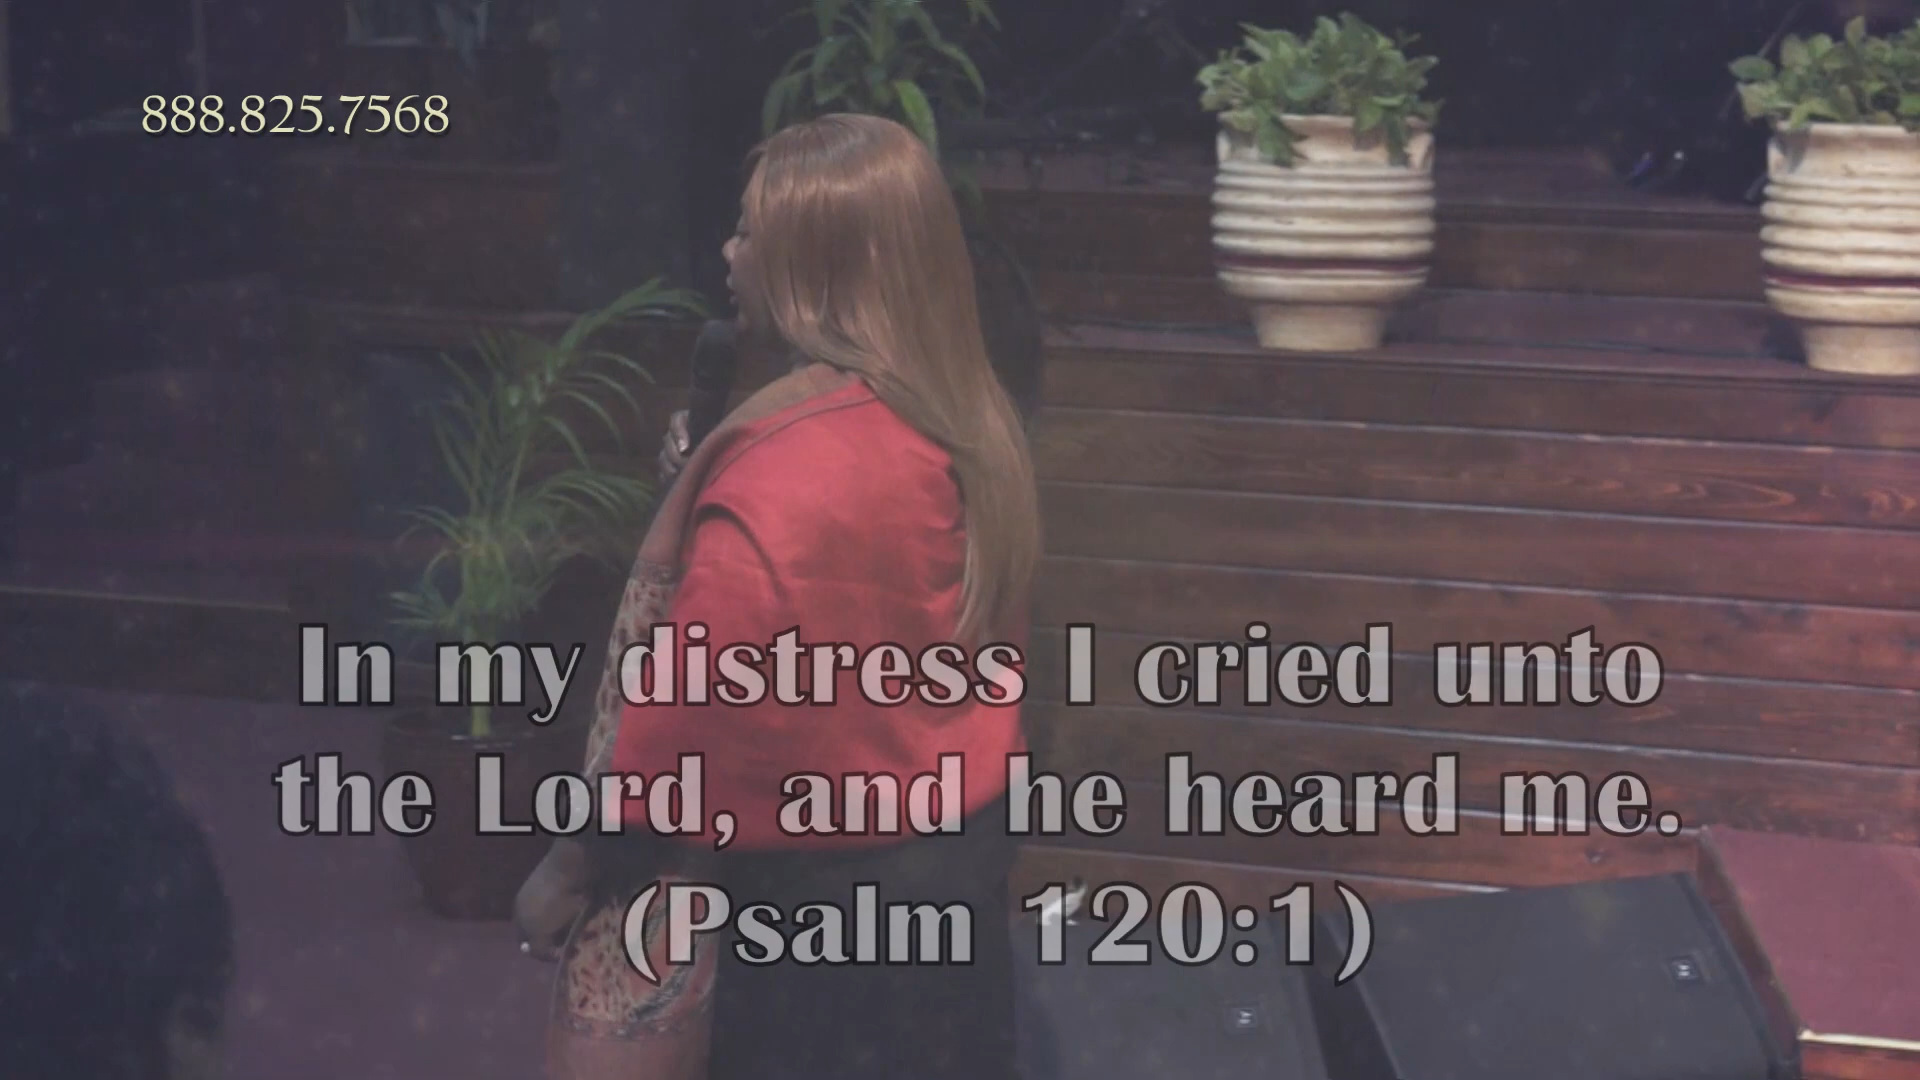 888.825.7568
In my distress I cried unto
the Lord, and he heard me.
(Psalm 120:1)